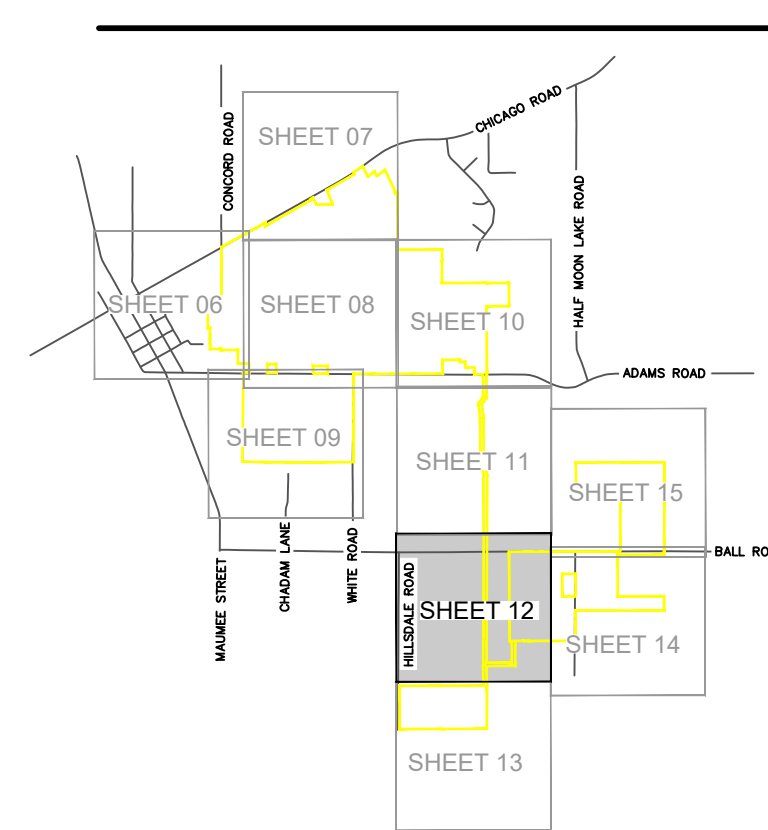 CHICAGO ROAD
CONCORD ROAD
SHEET 07
HALF MOON LAKE ROAD
SHEET 06
SHEET 08
SHEET 10
ADAMS ROAD
SHEET 09
SHEET 11
SHEET 15
BALL RO
CHADAM LANE
WHITE ROAD
MAUMEE STREET
HILLSDALE ROAD
SHEET 12
SHEET 14
SHEET 13